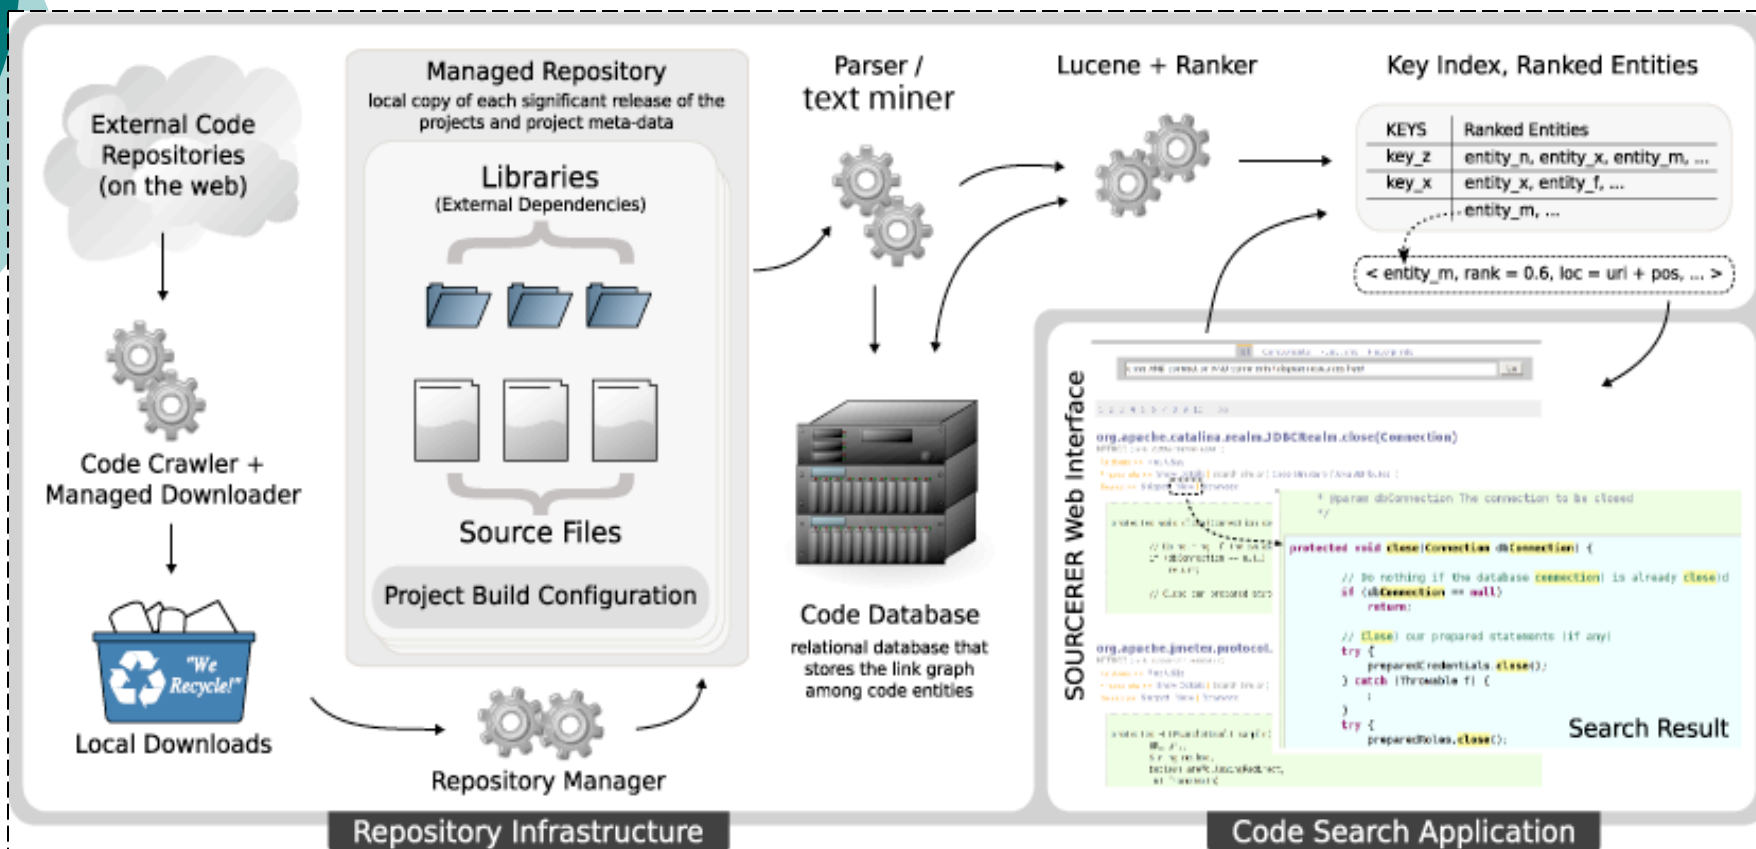 External Code
Repositories
(on the web)
Code Crawler +
Managed Downloader
"We
Recycle!"
Local Downloads
Managed Repository
local copy of each significant release of the
projects and project meta-data
Libraries
(External Dependencies)
Source Files
Project Build Configuration
Repository Manager
Parser /
text miner
Code Database
relational database that
stores the link graph
among code entities
Lucene + Ranker
Key Index, Ranked Entities
KEYS Ranked Entities
key_z entity_n, entity_x, entity_m, ...
key_x entity_x, entity_f, ...
entity_m, ...
< entity_m, rank = 0.6, loc = uri + pos, ... >
SOURCERER Web Interface
org.apache.catalina.realm.JDBCRealm.close(Connection)
org.apache.jmeter.protocol.
* @param dbConnection The connection to be closed
*/
protected void close(Connection dbConnection) {
// Do nothing if the database connection) is already close)d
if (dbConnection == null)
return;
// Close) our prepared statements (if any)
try {
preparedCredentials.close();
} catch (Throwable f) {
;
}
try {
preparedRoles.close();
Search Result
Repository Infrastructure
Code Search Application